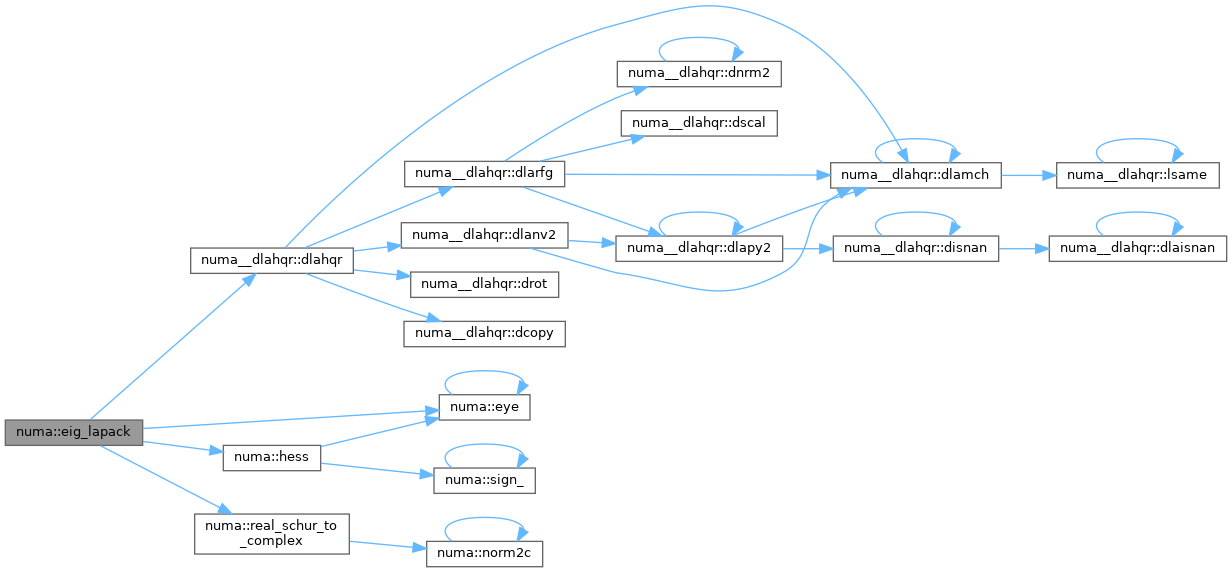 numa__dlahqr::dnrm2
numa__dlahqr::dscal
numa__dlahqr::dlarfg
numa__dlahqr::dlamch
numa__dlahqr::lsame
numa__dlahqr::dlanv2
numa__dlahqr::dlapy2
numa__dlahqr::disnan
numa__dlahqr::dlaisnan
numa__dlahqr::dlahqr
numa__dlahqr::drot
numa__dlahqr::dcopy
numa::eye
numa::eig_lapack
numa::hess
numa::sign_
numa::real_schur_to
_complex
numa::norm2c